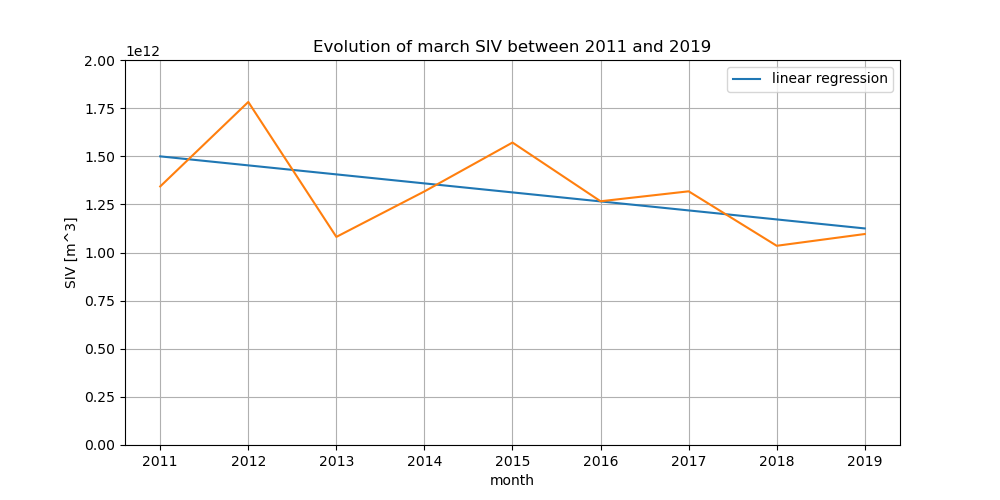 Evolution of march SIV between 2011 and 2019
1e12
linear regression
2.00
1.75
1.50
1.25
1.00
0.75
0.50
0.25
0.00
SIV [m^3]
2011 2012 2013 2014 2015 2016 2017 2018 2019
month